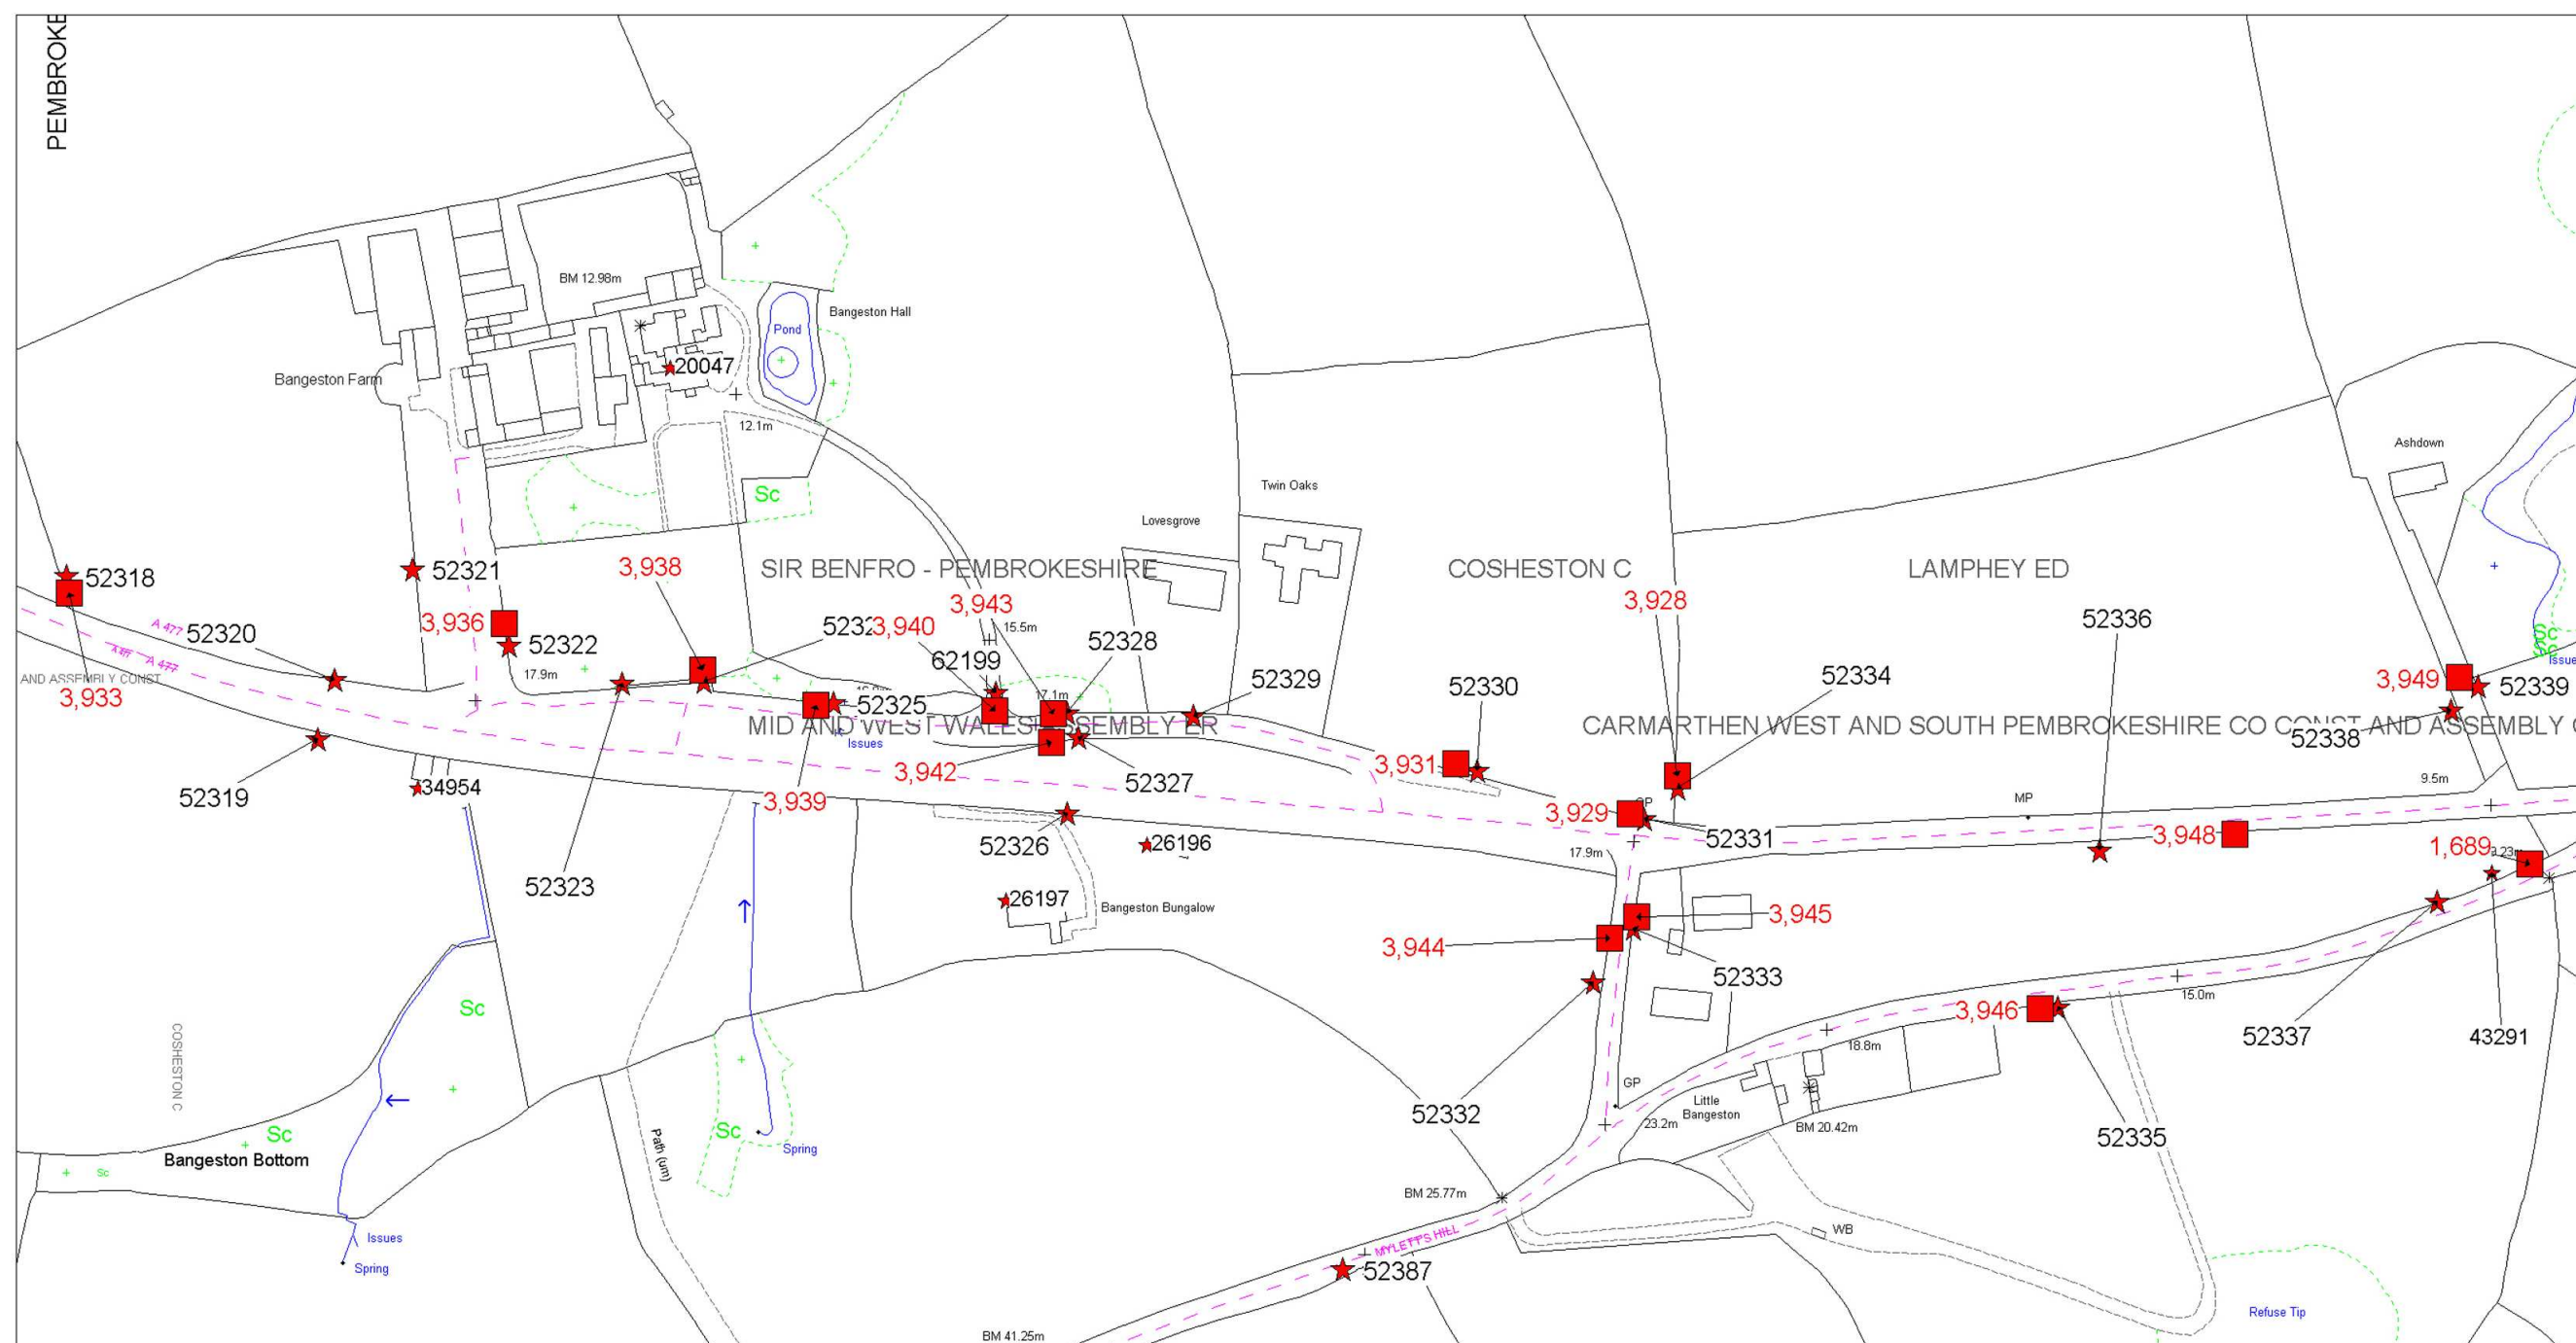 PEMBROKE
BM 12.98m
Bangeston Hall
Pond
20047
Bangeston Farm
12.1m
Ashdown
Twin Oaks
Sc
Lovesgrove
SIR BENFRO - PEMBROKESHIRE
COSHESTON C
LAMPHEY ED
52318
52321
3,938
3,943
3,928
52336
3,936
52322
3,940
15.5m
52328
A 477
52320
62199
Sc
Issue
17.9m
52329
52330
52334
3,949
52339
AND ASSEMBLY CONST
A 477
3,933
17.1m
52325
MID AND WEST WALES
ASSEMBLY ER
CARMARTHEN WEST AND SOUTH PEMBROKESHIRE CO CONST AND ASSEMBLY
52338
Issues
3,942
3,931
52327
9.5m
52319
34954
3,939
MP
3,929
52331
3,948
52326
26196
17.9m
1,689
52323
26197
Bangeston Bungalow
3,945
3,944
52333
Sc
3,946
15.0m
52337
43291
COSHESTON C
18.8m
GP
Little
Bangeston
52332
23.2m
BM 20.42m
52335
Sc
Sc
Bangeston Bottom
Sc
Spring
Path (um)
BM 25.77m
WB
Issues
MYLETT'S HILL
Spring
52387
Refuse Tip
BM 41.25m